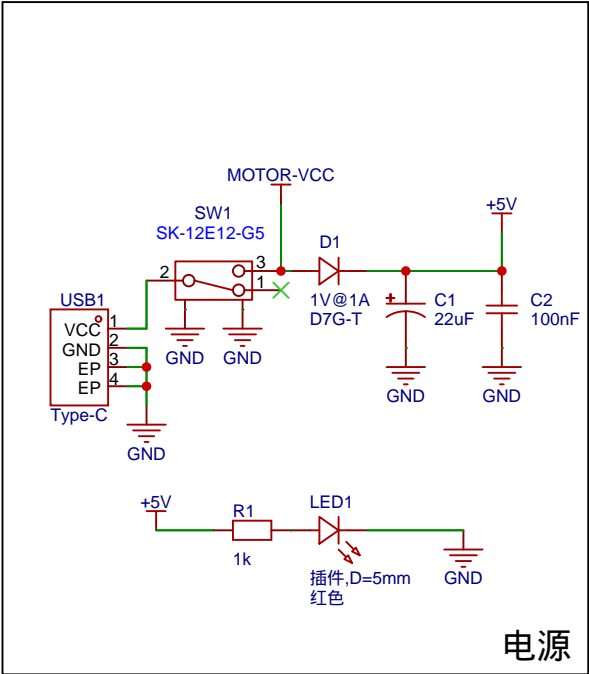 MOTOR-VCC
SW1
SK-12E12-G5
+5V
D1
2
3
1
1V@1A
D7G-T
+
C1
22uF
C2
100nF
USB1
VCC
1
GND
2
EP
3
EP
4
Type-C
GND
GND
GND
GND
GND
+5V
R1
1k
LED1
插件,D=5mm
红色
GND
电源